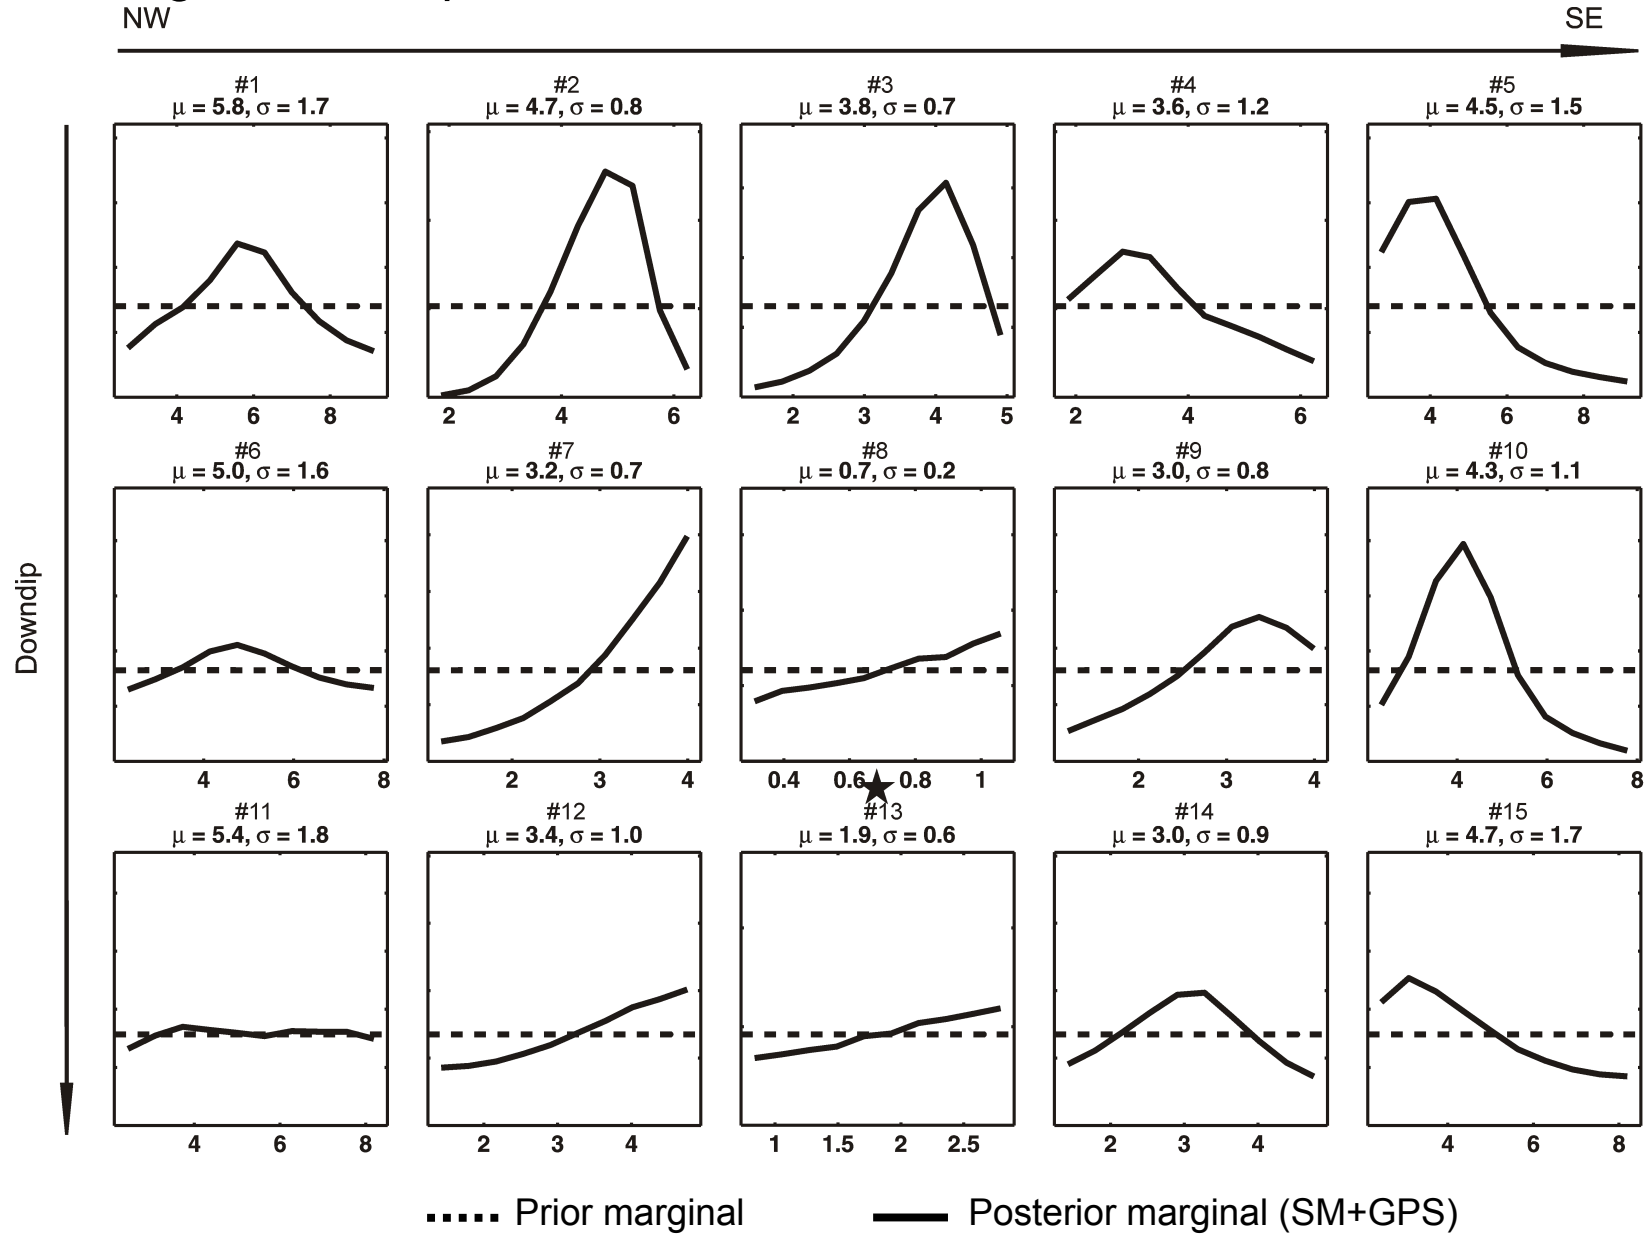 NW SE
#1 #2 #3 #4 #5
μ = 5.8, σ = 1.7 μ = 4.7, σ = 0.8 μ = 3.8, σ = 0.7 μ = 3.6, σ = 1.2 μ = 4.5, σ = 1.5
4 6 8 2 4 6 2 3 4 5 2 4 6 4 6 8
#6 #7 #8 #9 #10
μ = 5.0, σ = 1.6 μ = 3.2, σ = 0.7 μ = 0.7, σ = 0.2 μ = 3.0, σ = 0.8 μ = 4.3, σ = 1.1
Downdip
4 6 8 2 3 4 0.4 0.6 0.8 1 2 3 4 4 6 8
#11 #12 #13 #14 #15
μ = 5.4, σ = 1.8 μ = 3.4, σ = 1.0 μ = 1.9, σ = 0.6 μ = 3.0, σ = 0.9 μ = 4.7, σ = 1.7
4 6 8 2 3 4 1 1.5 2 2.5 2 3 4 4 6 8
Prior marginal Posterior marginal (SM+GPS)